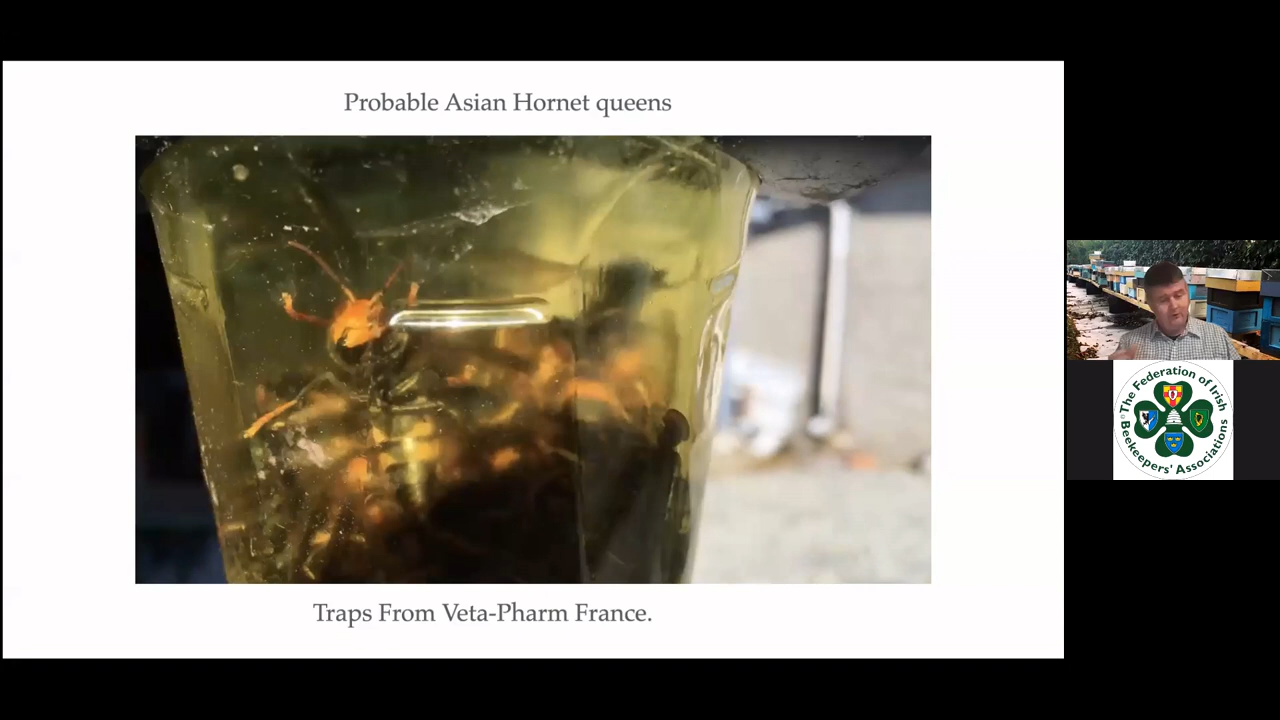 Probable Asian Hornet queens
Traps From Veta-Pharm France.
The Federation of Irish
Beekeepers' Associations